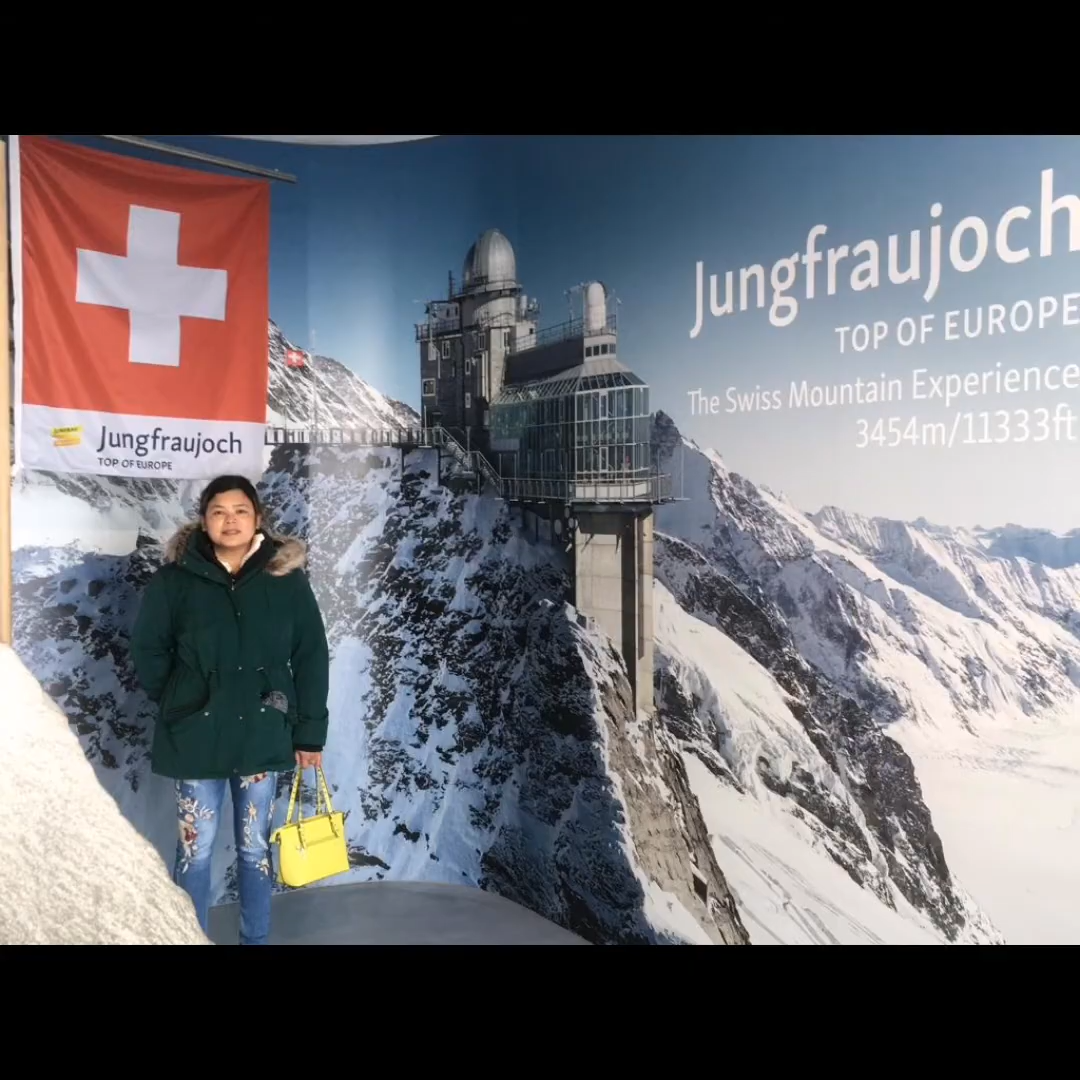 Jungfraujoch
TOP OF EUROPE
Jungfraujoch
TOP OF EUROPE
The Swiss Mountain Experience
3454m/11333ft